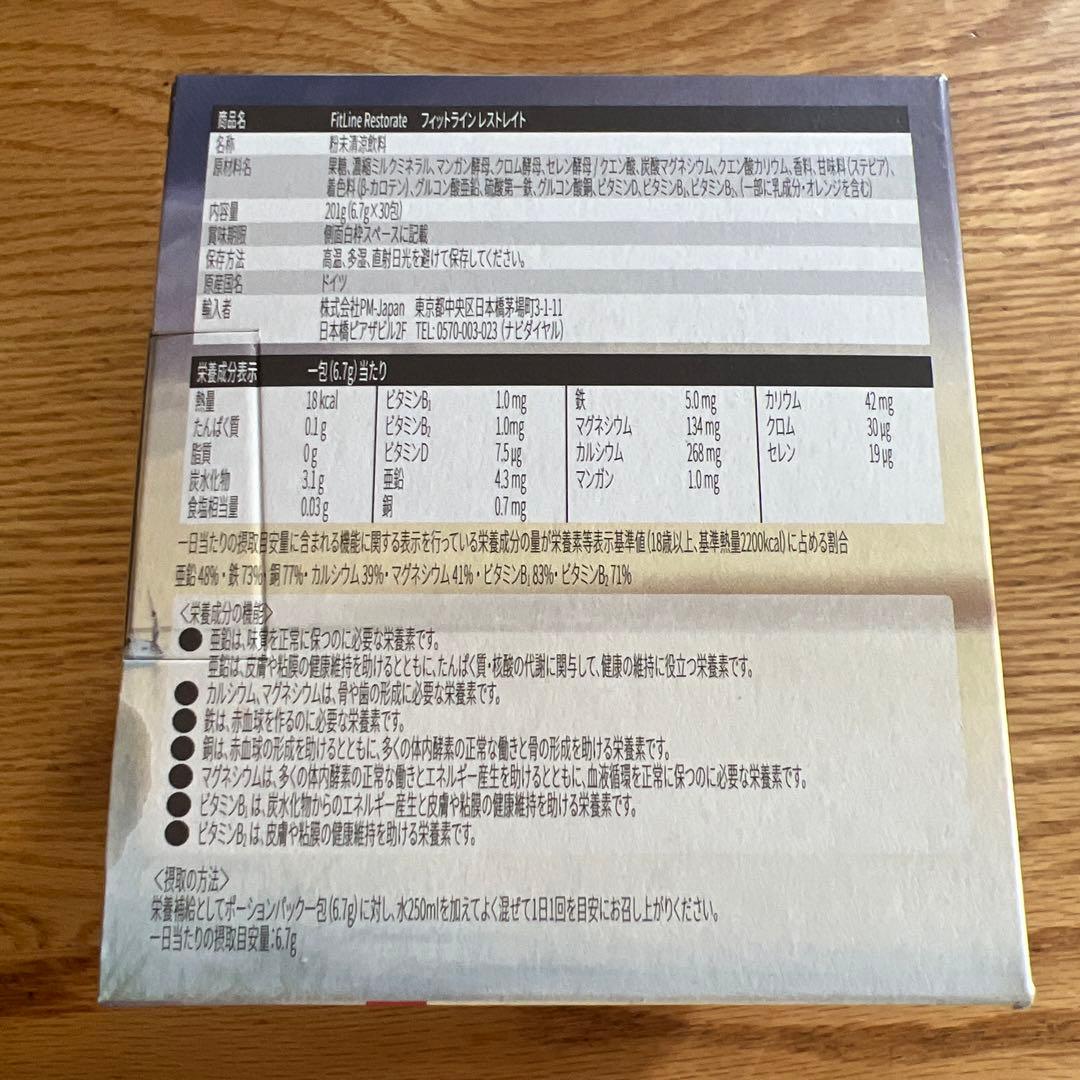 商品名 FitLine Restorate フィットライン レストレイト
名称 粉末清涼飲料
原材料名 果糖、濃縮ミルクミネラル、マンガン酵母、クロム酵母、セレン酵母 / クエン酸、炭酸マグネシウム、クエン酸カリウム、香料、甘味料(ステビア)、
着色料(β-カロテン)、グルコン酸亜鉛、硫酸第一鉄、グルコン酸銅、ビタミンD、ビタミンB₁、ビタミンB₂、(一部に乳成分・オレンジを含む)
内容量 201g (6.7g×30包)
賞味期限 側面白枠スペースに記載
保存方法 高温、多湿、直射日光を避けて保存してください。
原産国名 ドイツ
輸入者 株式会社PM-Japan 東京都中央区日本橋茅場町3-1-11
日本橋ピアザビル2F TEL: 0570-003-023 (ナビダイヤル)
栄養成分表示 一包(6.7g)当たり
熱量 18 kcal ビタミンB₁ 1.0 mg 鉄 5.0 mg カリウム 42 mg
たんぱく質 0.1 g ビタミンB₂ 1.0mg マグネシウム 134 mg クロム 30 μg
脂質 0 g ビタミンD 7.5 μg カルシウム 268 mg セレン 19 μg
炭水化物 3.1 g 亜鉛 4.3 mg マンガン 1.0 mg
食塩相当量 0.03 g 銅 0.7 mg
一日当たりの摂取目安量に含まれる機能に関する表示を行っている栄養成分の量が栄養素等表示基準値(18歳以上、基準熱量2200kcal)に占める割合
亜鉛 48%・鉄 73%・銅 77%・カルシウム 39%・マグネシウム 41%・ビタミンB₁ 83%・ビタミンB₂ 71%
〈栄養成分の機能〉
● 亜鉛は、味覚を正常に保つのに必要な栄養素です。
亜鉛は、皮膚や粘膜の健康維持を助けるとともに、たんぱく質・核酸の代謝に関与して、健康の維持に役立つ栄養素です。
● カルシウム、マグネシウムは、骨や歯の形成に必要な栄養素です。
● 鉄は、赤血球を作るのに必要な栄養素です。
● 銅は、赤血球の形成を助けるとともに、多くの体内酵素の正常な働きと骨の形成を助ける栄養素です。
● マグネシウムは、多くの体内酵素の正常な働きとエネルギー産生を助けるとともに、血液循環を正常に保つのに必要な栄養素です。
● ビタミンB₁は、炭水化物からのエネルギー産生と皮膚や粘膜の健康維持を助ける栄養素です。
● ビタミンB₂は、皮膚や粘膜の健康維持を助ける栄養素です。
〈摂取の方法〉
栄養補給としてポーションパック一包(6.7g)に対し、水250mlを加えてよく混ぜて1日1回を目安にお召し上がりください。
一日当たりの摂取目安量:6.7g